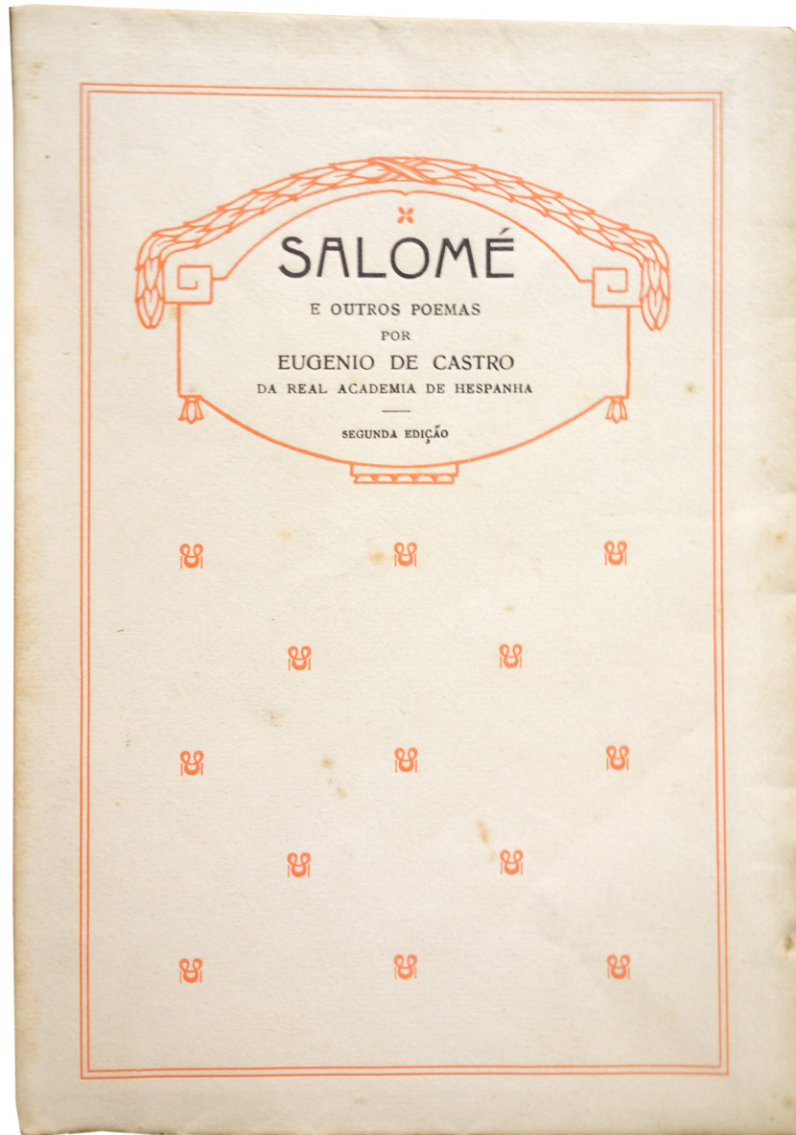 SALOMÉ
E OUTROS POEMAS
POR
EUGENIO DE CASTRO
DA REAL ACADEMIA DE HESPANHA
SEGUNDA EDIÇÃO